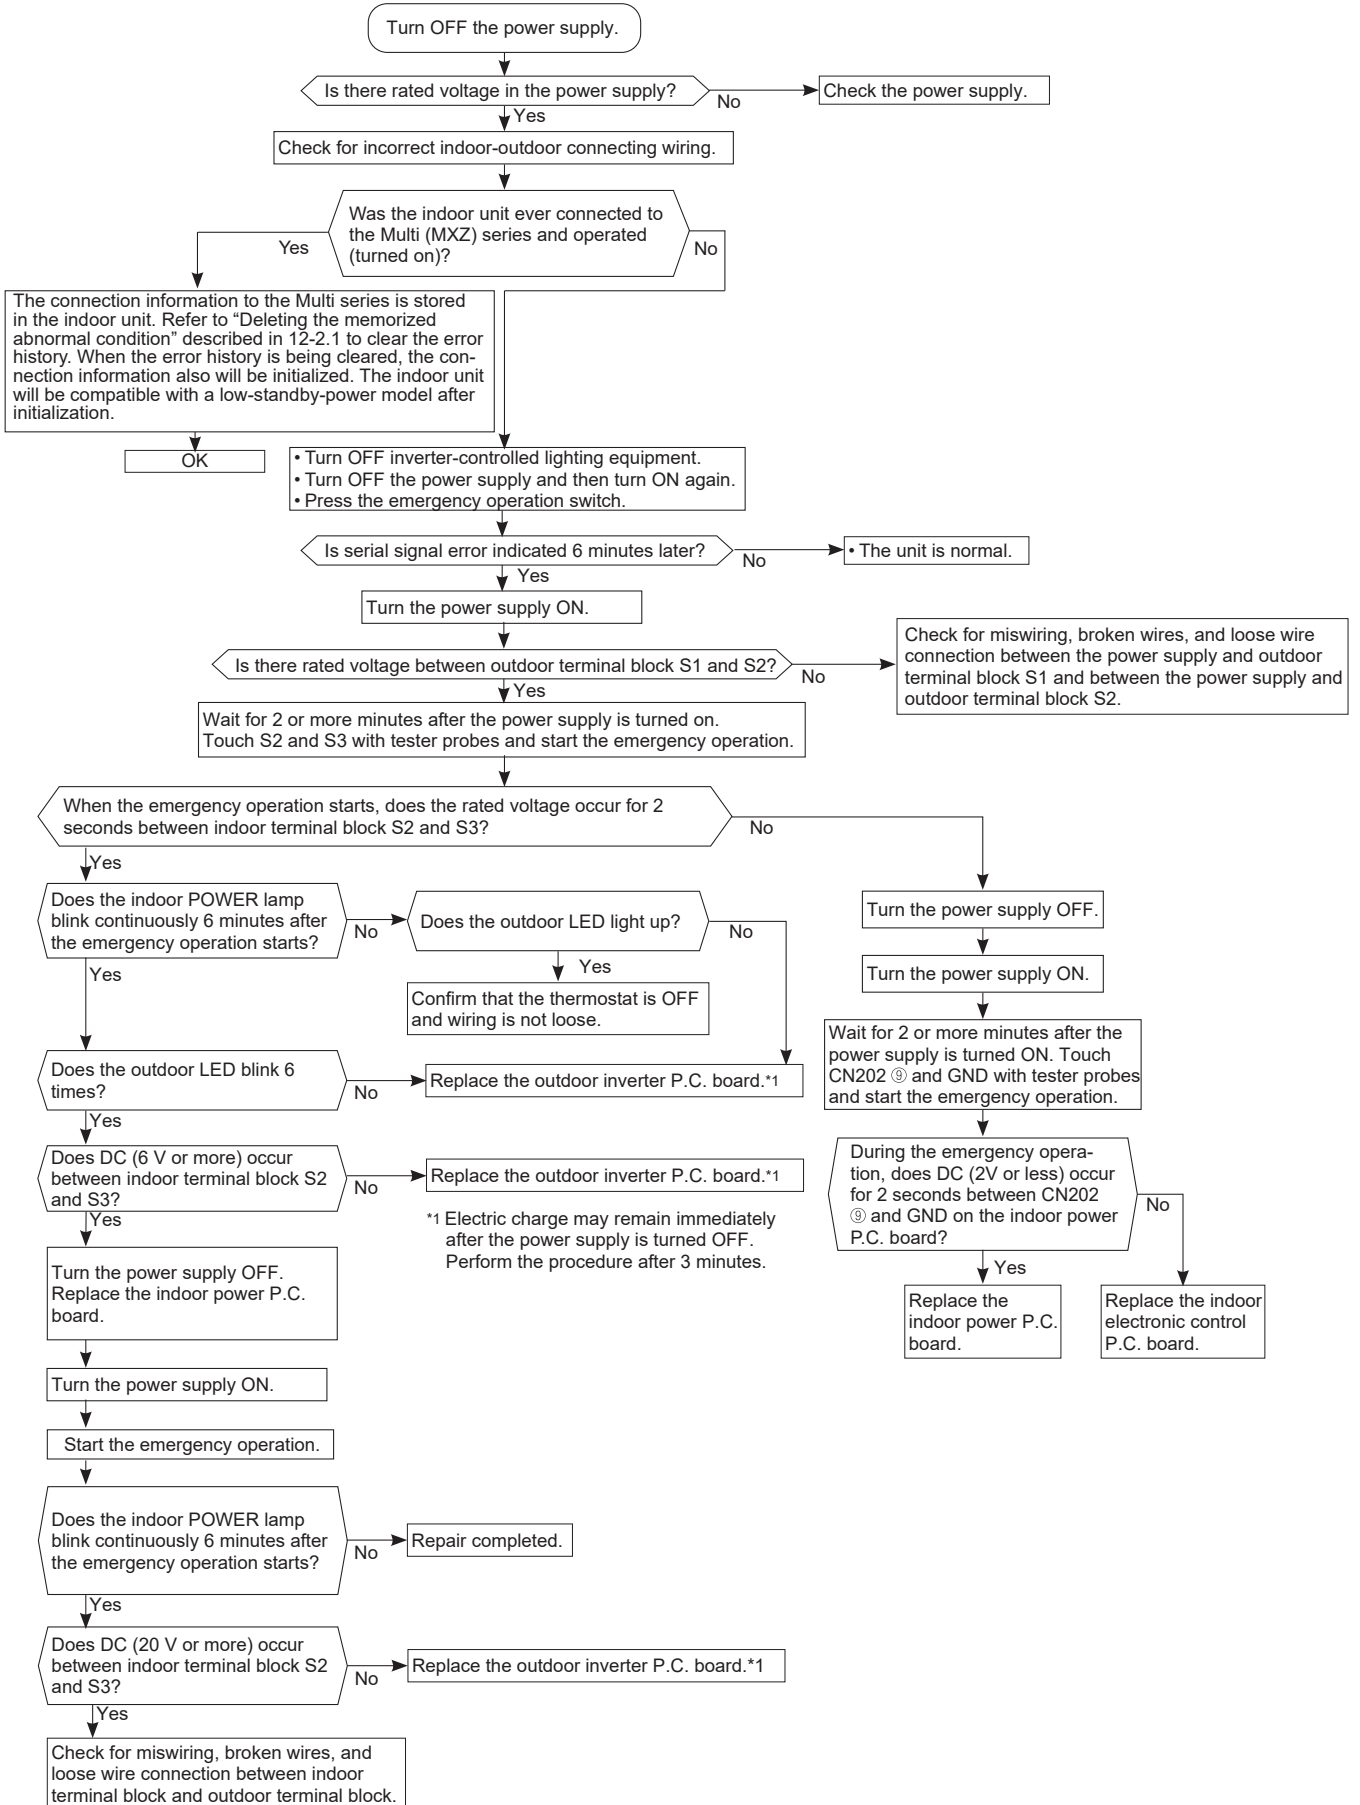 Turn OFF the power supply.
Is there rated voltage in the power supply?
No
Check the power supply.
Yes
Check for incorrect indoor-outdoor connecting wiring.
Was the indoor unit ever connected to
the Multi (MXZ) series and operated
(turned on)?
Yes
No
The connection information to the Multi series is stored
in the indoor unit. Refer to “Deleting the memorized
abnormal condition” described in 12-2.1 to clear the error
history. When the error history is being cleared, the con-
nection information also will be initialized. The indoor unit
will be compatible with a low-standby-power model after
initialization.
OK
• Turn OFF inverter-controlled lighting equipment.
• Turn OFF the power supply and then turn ON again.
• Press the emergency operation switch.
Is serial signal error indicated 6 minutes later?
No
• The unit is normal.
Yes
Turn the power supply ON.
Is there rated voltage between outdoor terminal block S1 and S2?
No
Check for miswiring, broken wires, and loose wire
connection between the power supply and outdoor
terminal block S1 and between the power supply and
outdoor terminal block S2.
Yes
Wait for 2 or more minutes after the power supply is turned on.
Touch S2 and S3 with tester probes and start the emergency operation.
When the emergency operation starts, does the rated voltage occur for 2
seconds between indoor terminal block S2 and S3?
No
Yes
Does the indoor POWER lamp
blink continuously 6 minutes after
the emergency operation starts?
No
Does the outdoor LED light up?
No
Yes
Confirm that the thermostat is OFF
and wiring is not loose.
Yes
Does the outdoor LED blink 6
times?
No
Replace the outdoor inverter P.C. board.*1
Yes
Does DC (6 V or more) occur
between indoor terminal block S2
and S3?
No
Replace the outdoor inverter P.C. board.*1
*1 Electric charge may remain immediately
after the power supply is turned OFF.
Perform the procedure after 3 minutes.
Yes
Turn the power supply OFF.
Replace the indoor power P.C.
board.
Turn the power supply ON.
Start the emergency operation.
Does the indoor POWER lamp
blink continuously 6 minutes after
the emergency operation starts?
No
Repair completed.
Yes
Does DC (20 V or more) occur
between indoor terminal block S2
and S3?
No
Replace the outdoor inverter P.C. board.*1
Yes
Check for miswiring, broken wires, and
loose wire connection between indoor
terminal block and outdoor terminal block.
Turn the power supply OFF.
Turn the power supply ON.
Wait for 2 or more minutes after the
power supply is turned ON. Touch
CN202 ⑨ and GND with tester probes
and start the emergency operation.
During the emergency opera-
tion, does DC (2V or less) occur
for 2 seconds between CN202
⑨ and GND on the indoor power
P.C. board?
No
Yes
Replace the
indoor power P.C.
board.
Replace the indoor
electronic control
P.C. board.